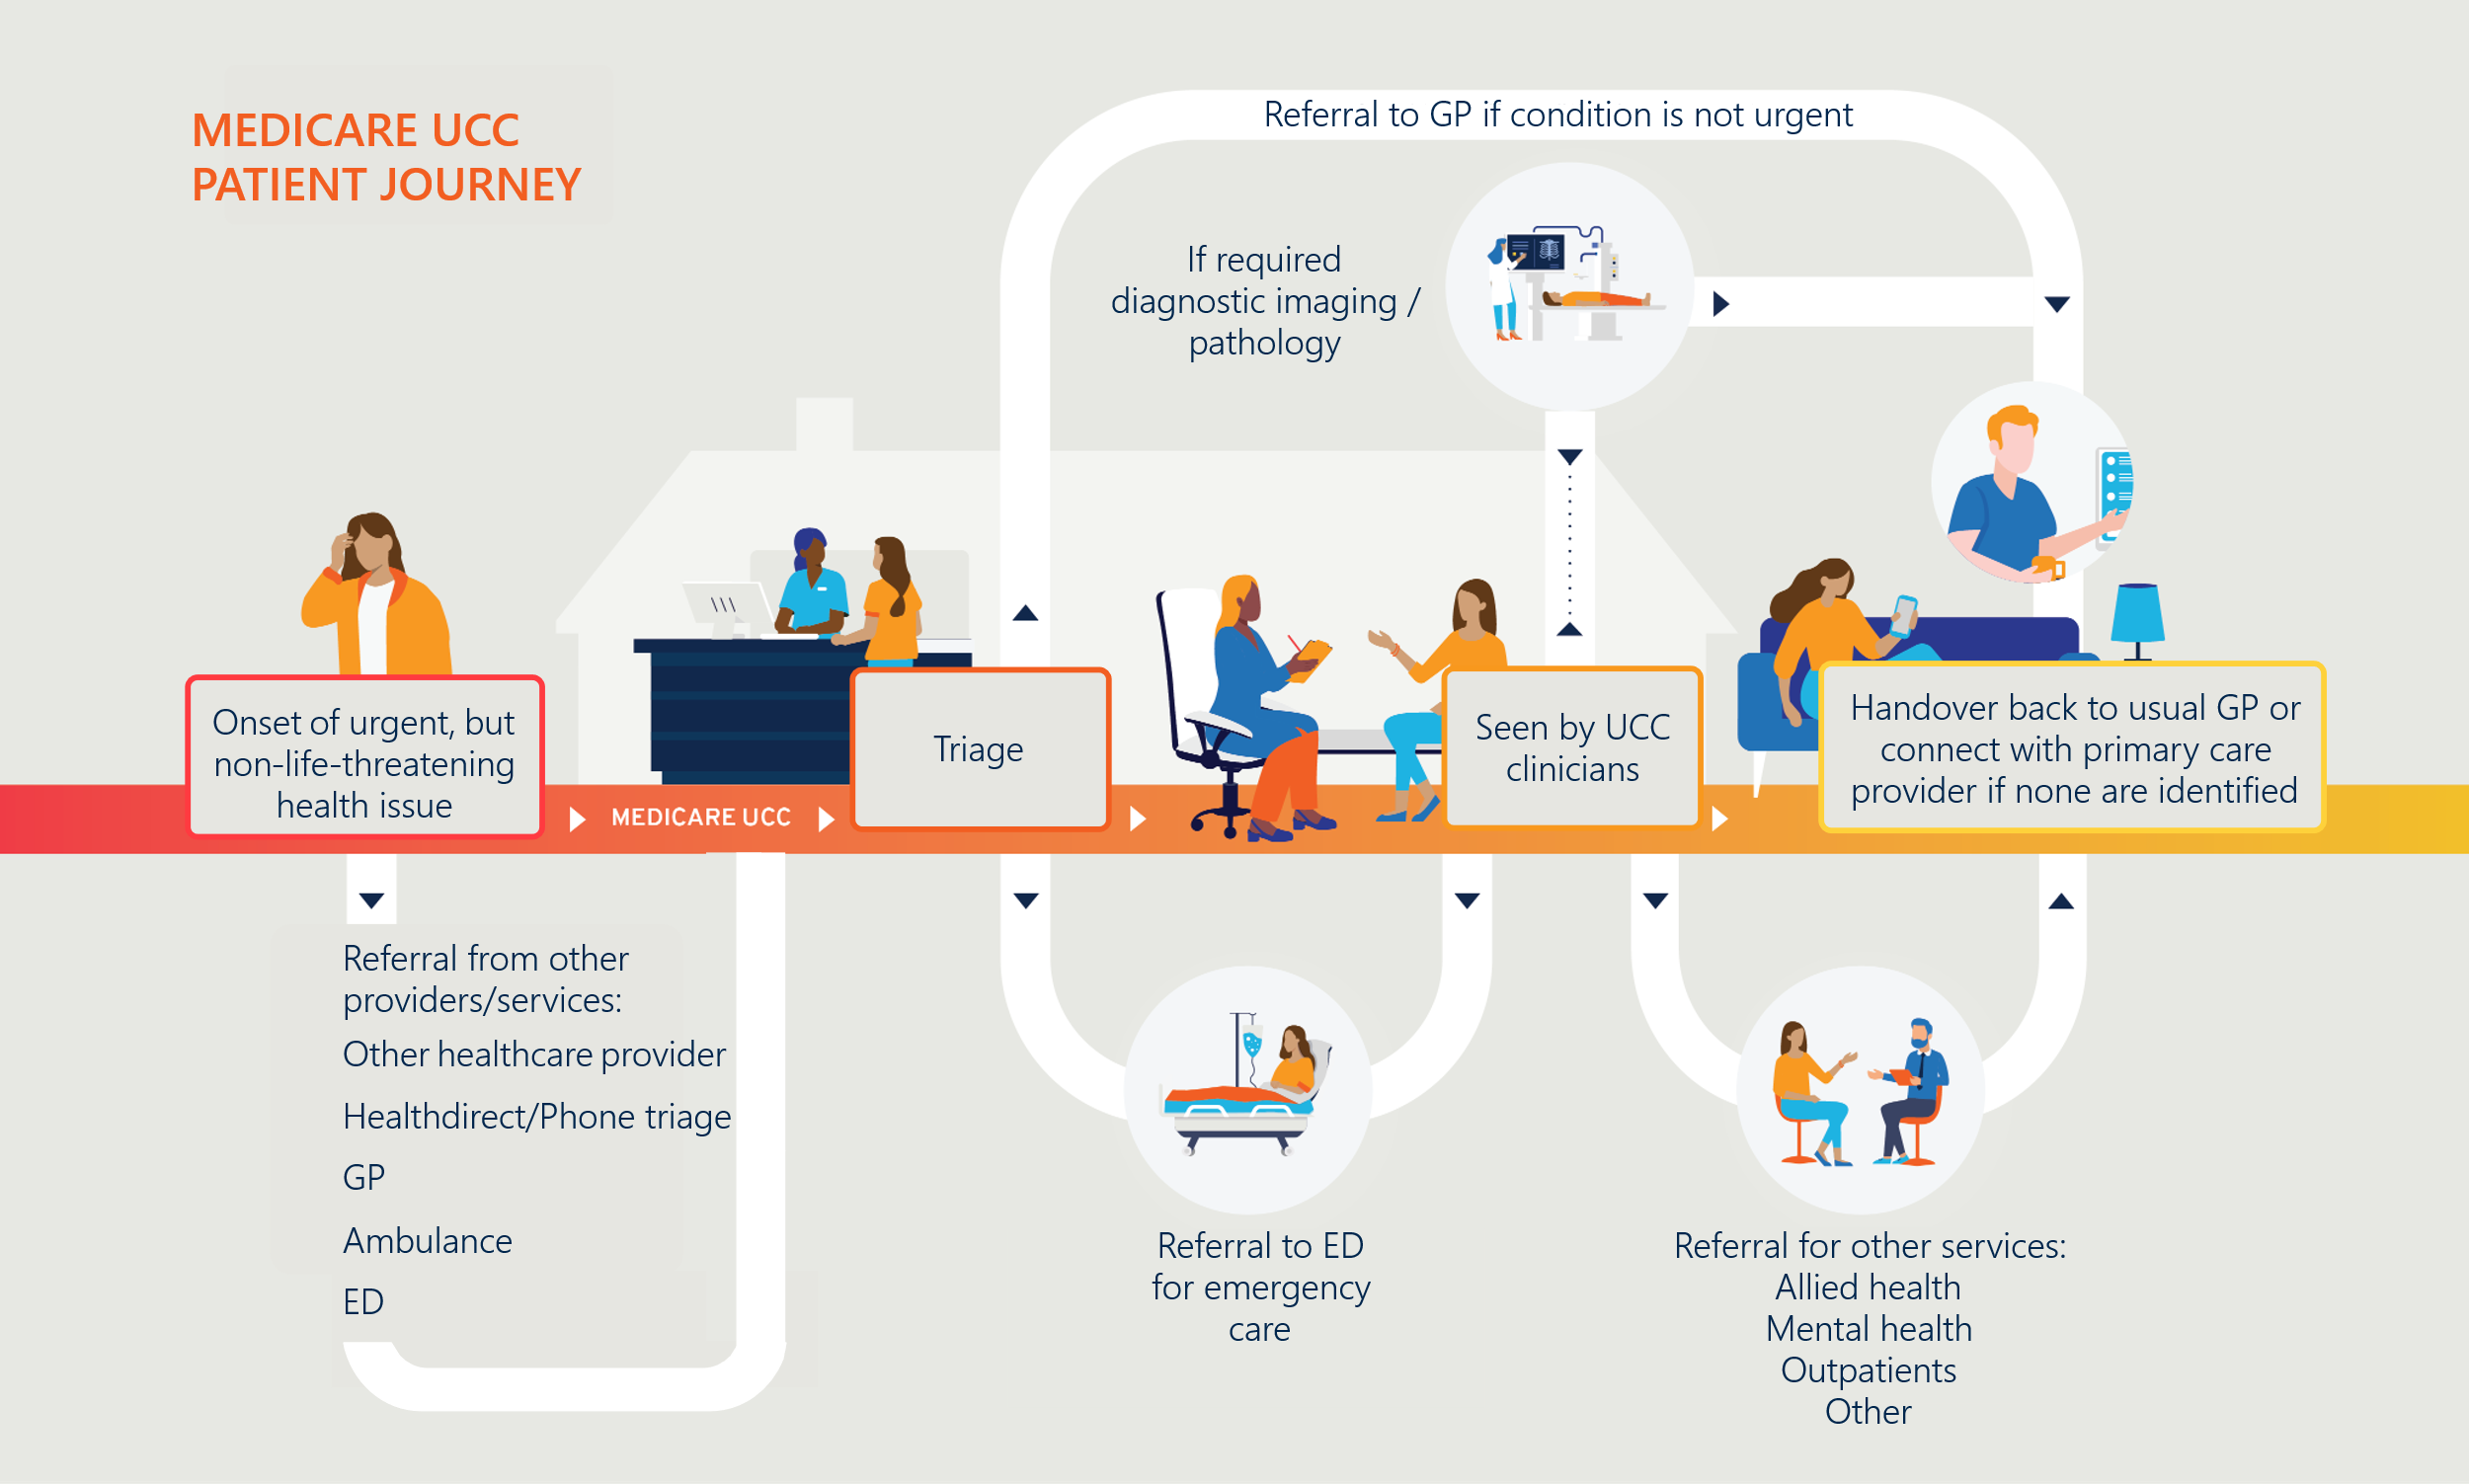 MEDICARE UCC
PATIENT JOURNEY
Referral to GP if condition is not urgent
If required
diagnostic imaging /
pathology
Onset of urgent, but
non-life-threatening
health issue
MEDICARE UCC
Triage
Seen by UCC
clinicians
Handover back to usual GP or
connect with primary care
provider if none are identified
Referral from other
providers/services:
Other healthcare provider
Healthdirect/Phone triage
GP
Ambulance
ED
Referral to ED
for emergency
care
Referral for other services:
Allied health
Mental health
Outpatients
Other